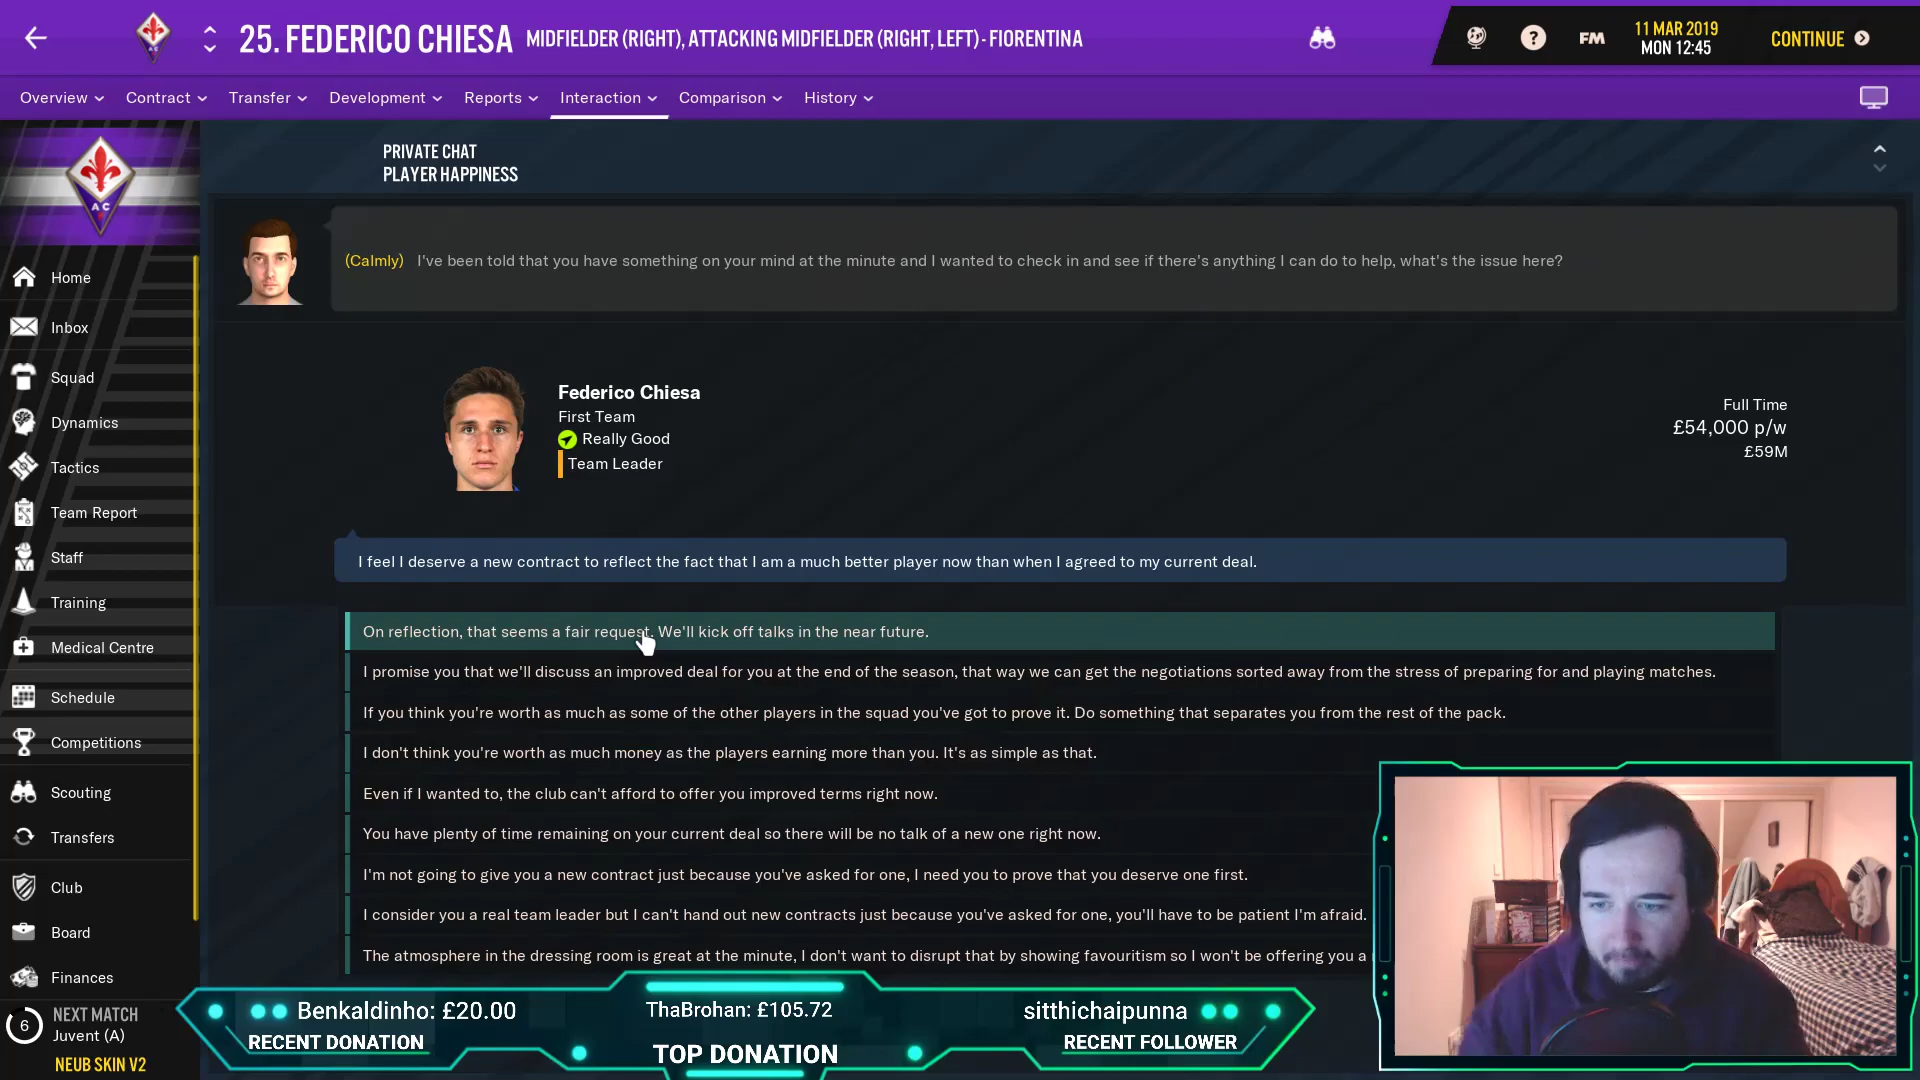 25. FEDERICO CHIESA MIDFIELDER (RIGHT), ATTACKING MIDFIELDER (RIGHT, LEFT) - FIORENTINA
FM
11 MAR 2019
MON 12:45
CONTINUE
Overview
Contract
Transfer
Development
Reports
Interaction
Comparison
History
PRIVATE CHAT
PLAYER HAPPINESS
AC
(Calmly) I've been told that you have something on your mind at the minute and I wanted to check in and see if there's anything I can do to help, what's the issue here?
Home
Inbox
Squad
Dynamics
Tactics
Team Report
Staff
Training
Medical Centre
Schedule
Competitions
Scouting
Transfers
Club
Board
Finances
Federico Chiesa
First Team
Really Good
Team Leader
Full Time
£54,000 p/w
£59M
I feel I deserve a new contract to reflect the fact that I am a much better player now than when I agreed to my current deal.
On reflection, that seems a fair request. We'll kick off talks in the near future.
I promise you that we'll discuss an improved deal for you at the end of the season, that way we can get the negotiations sorted away from the stress of preparing for and playing matches.
If you think you're worth as much as some of the other players in the squad you've got to prove it. Do something that separates you from the rest of the pack.
I don't think you're worth as much money as the players earning more than you. It's as simple as that.
Even if I wanted to, the club can't afford to offer you improved terms right now.
You have plenty of time remaining on your current deal so there will be no talk of a new one right now.
I'm not going to give you a new contract just because you've asked for one, I need you to prove that you deserve one first.
I consider you a real team leader but I can't hand out new contracts just because you've asked for one, you'll have to be patient I'm afraid.
The atmosphere in the dressing room is great at the minute, I don't want to disrupt that by showing favouritism so I won't be offering you a
6
NEXT MATCH
Juvent (A)
NEUB SKIN V2
Benkaldinho: £20.00
RECENT DONATION
ThaBrohan: £105.72
TOP DONATION
sitthichaipunna
RECENT FOLLOWER